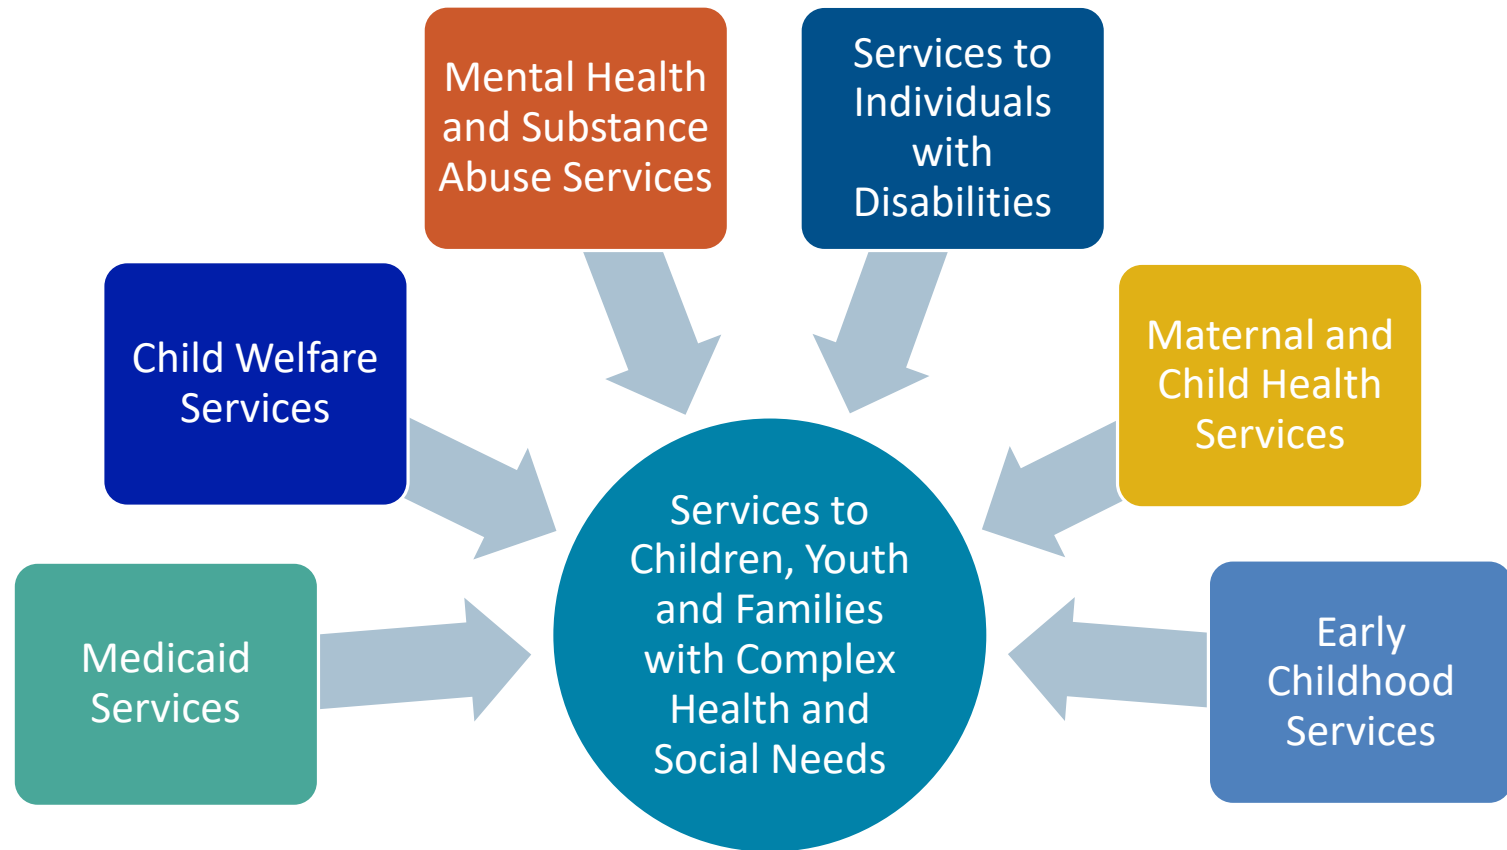 Mental Health
and Substance
Abuse Services
Services to
Individuals
with
Disabilities
Child Welfare
Services
Maternal and
Child Health
Services
Medicaid
Services
Services to
Children, Youth
and Families
with Complex
Health and
Social Needs
Early
Childhood
Services